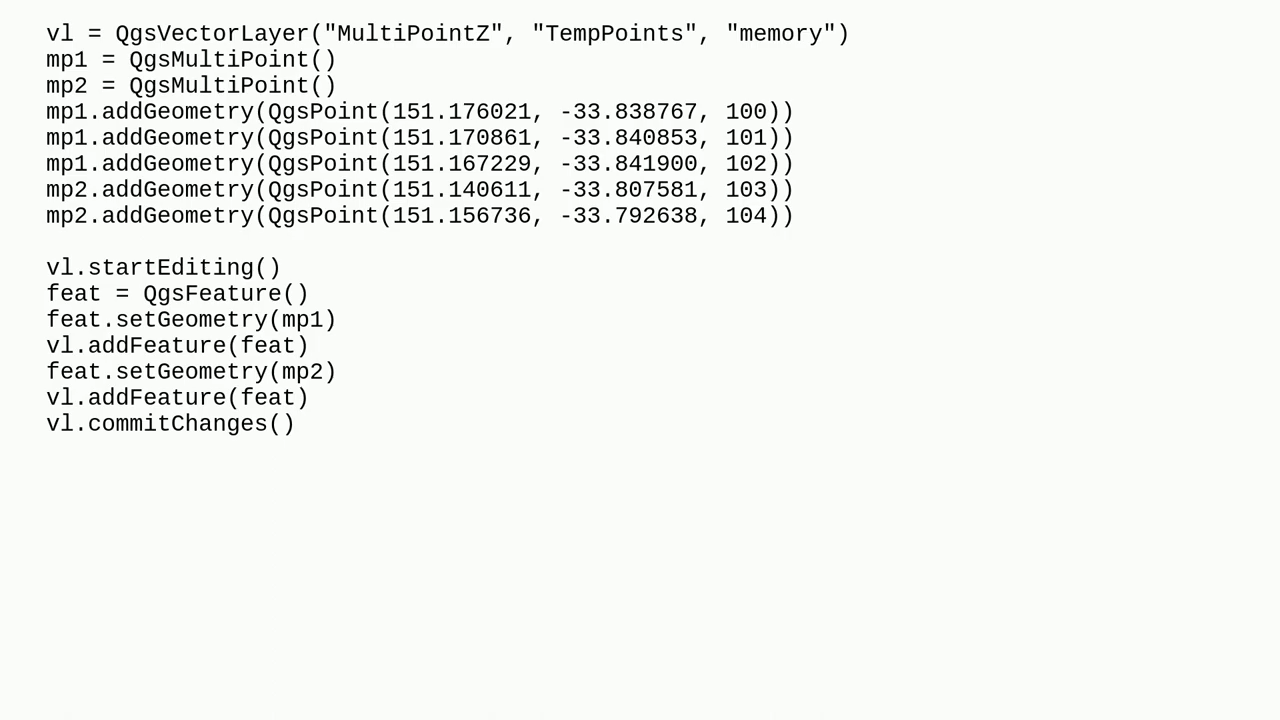 vl = QgsVectorLayer("MultiPointZ", "TempPoints", "memory")
mp1 = QgsMultiPoint()
mp2 = QgsMultiPoint()
mp1.addGeometry(QgsPoint(151.176021, -33.838767, 100))
mp1.addGeometry(QgsPoint(151.170861, -33.840853, 101))
mp1.addGeometry(QgsPoint(151.167229, -33.841900, 102))
mp2.addGeometry(QgsPoint(151.140611, -33.807581, 103))
mp2.addGeometry(QgsPoint(151.156736, -33.792638, 104))
vl.startEditing()
feat = QgsFeature()
feat.setGeometry(mp1)
vl.addFeature(feat)
feat.setGeometry(mp2)
vl.addFeature(feat)
vl.commitChanges()